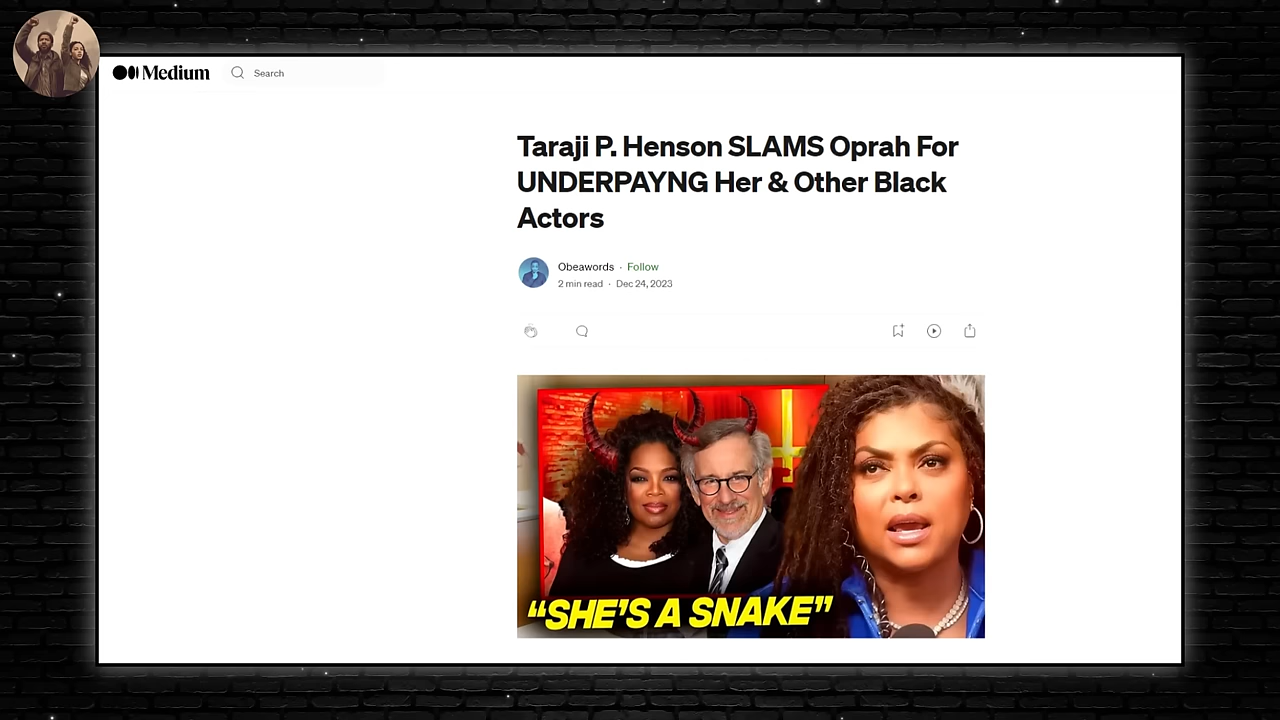 Medium
Search
Taraji P. Henson SLAMS Oprah For
UNDERPAYNG Her & Other Black
Actors
Obeawords · Follow
2 min read · Dec 24, 2023
“SHE’S A SNAKE”